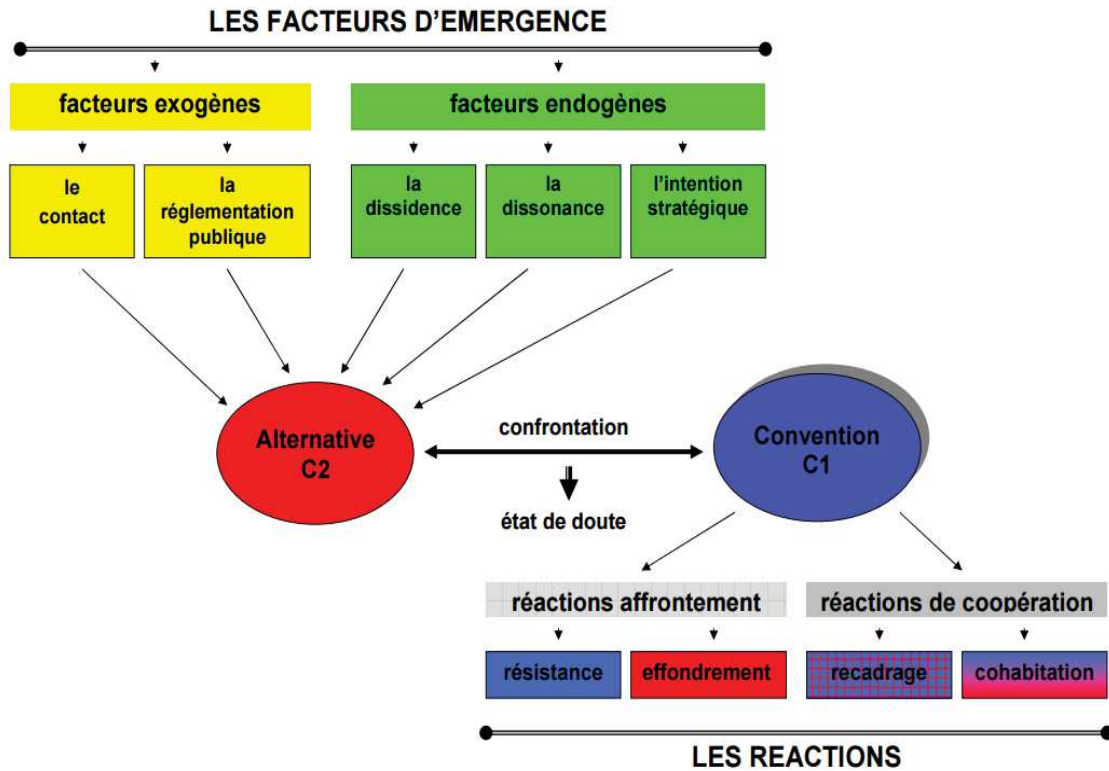 LES FACTEURS D'EMERGENCE
facteurs exogènes
facteurs endogènes
le
contact
la
réglementation
publique
la
dissidence
la
dissonance
l'intention
stratégique
Alternative
C2
confrontation
état de doute
Convention
C1
réactions affrontement
réactions de coopération
résistance
effondrement
recadrage
cohabitation
LES REACTIONS